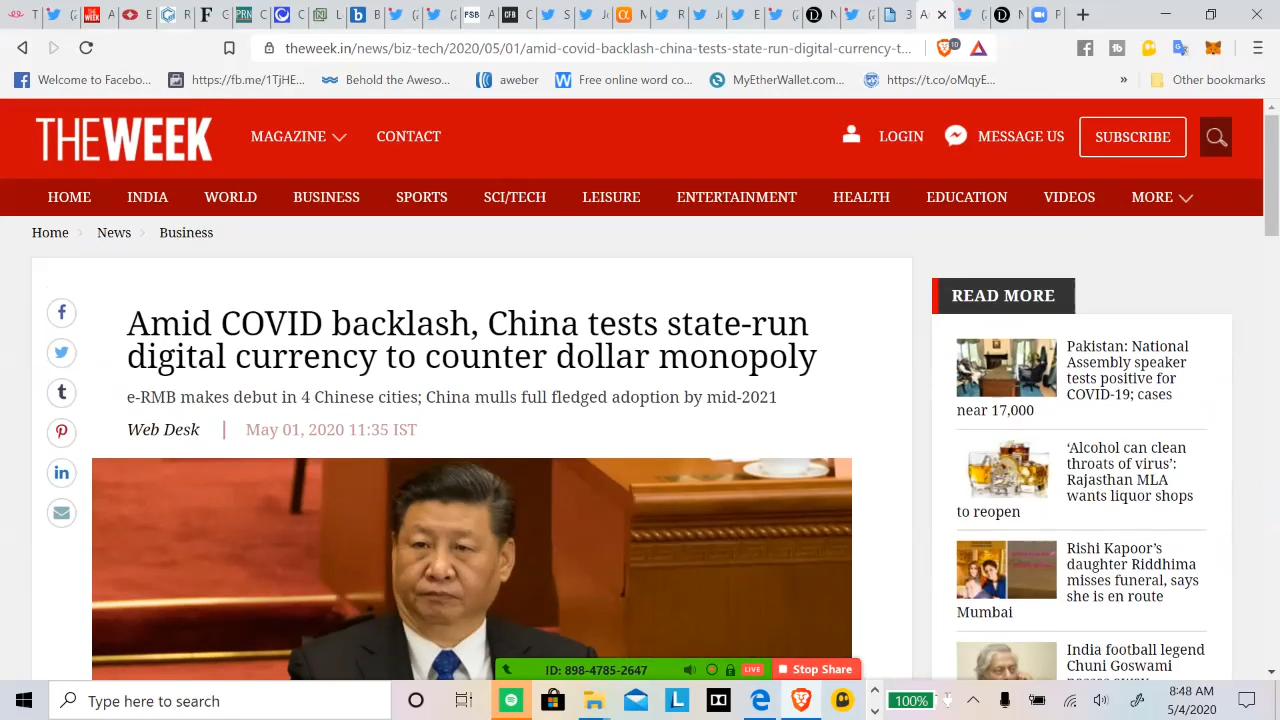 PRN
FSB
CFB
theweek.in/news/biz-tech/2020/05/01/amid-covid-backlash-china-tests-state-run-digital-currency-t...
10
Welcome to Facebo...
https://fb.me/1TjHE...
Behold the Aweso...
aweber
Free online word co...
MyEtherWallet.com...
https://t.co/oMqyE...
»
Other bookmarks
THE WEEK
MAGAZINE
CONTACT
LOGIN
MESSAGE US
SUBSCRIBE
HOME
INDIA
WORLD
BUSINESS
SPORTS
SCI/TECH
LEISURE
ENTERTAINMENT
HEALTH
EDUCATION
VIDEOS
MORE
Home
News
Business
Amid COVID backlash, China tests state-run
digital currency to counter dollar monopoly
e-RMB makes debut in 4 Chinese cities; China mulls full fledged adoption by mid-2021
Web Desk | May 01, 2020 11:35 IST
READ MORE
Pakistan: National
Assembly speaker
tests positive for
COVID-19; cases
near 17,000
‘Alcohol can clean
throats of virus’:
Rajasthan MLA
wants liquor shops
to reopen
Rishi Kapoor’s
daughter Riddhima
misses funeral, says
she is en route
Mumbai
India football legend
Chuni Goswami
ID: 898-4785-2647
LIVE
Stop Share
Type here to search
100%
8:48 AM
5/4/2020